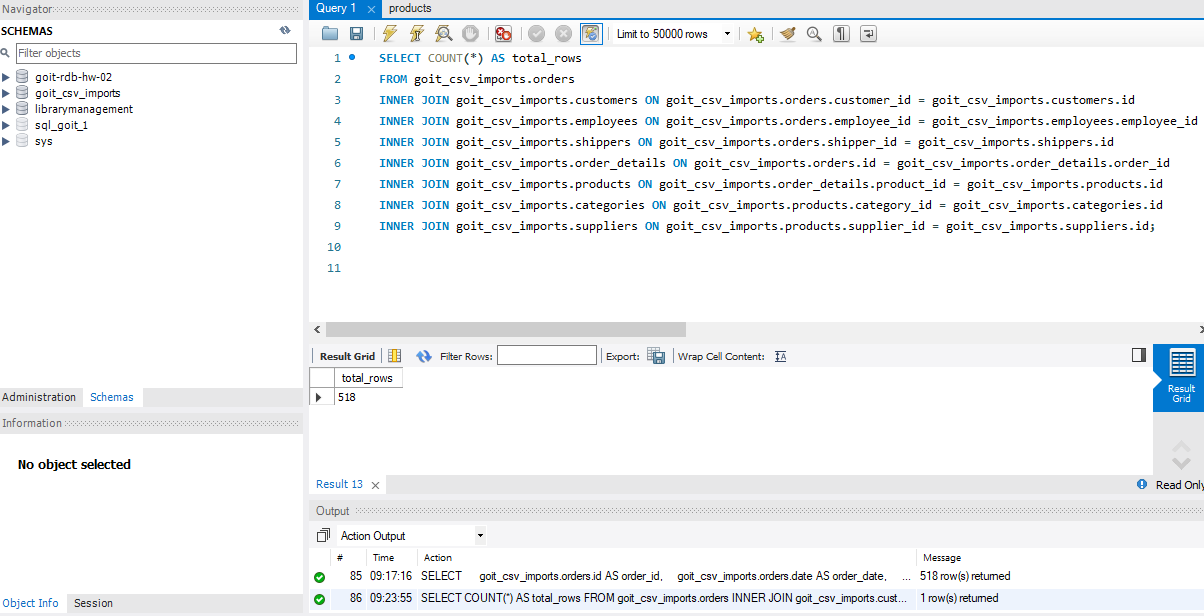 Navigator
SCHEMAS
Filter objects
goit-rdb-hw-02
goit_csv_imports
librarymanagement
sql_goit_1
sys
Administration Schemas
Information
No object selected
Object Info Session
Query 1 products
Limit to 50000 rows
1 SELECT COUNT(*) AS total_rows
2 FROM goit_csv_imports.orders
3 INNER JOIN goit_csv_imports.customers ON goit_csv_imports.orders.customer_id = goit_csv_imports.customers.id
4 INNER JOIN goit_csv_imports.employees ON goit_csv_imports.orders.employee_id = goit_csv_imports.employees.employee_id
5 INNER JOIN goit_csv_imports.shippers ON goit_csv_imports.orders.shipper_id = goit_csv_imports.shippers.id
6 INNER JOIN goit_csv_imports.order_details ON goit_csv_imports.orders.id = goit_csv_imports.order_details.order_id
7 INNER JOIN goit_csv_imports.products ON goit_csv_imports.order_details.product_id = goit_csv_imports.products.id
8 INNER JOIN goit_csv_imports.categories ON goit_csv_imports.products.category_id = goit_csv_imports.categories.id
9 INNER JOIN goit_csv_imports.suppliers ON goit_csv_imports.products.supplier_id = goit_csv_imports.suppliers.id;
10
11
Result Grid Filter Rows: Export: Wrap Cell Content:
total_rows
518
Result
Grid
Result 13 Read Only
Output
Action Output
# Time Action Message
85 09:17:16 SELECT goit_csv_imports.orders.id AS order_id, goit_csv_imports.orders.date AS order_date, ... 518 row(s) returned
86 09:23:55 SELECT COUNT(*) AS total_rows FROM goit_csv_imports.orders INNER JOIN goit_csv_imports.cust... 1 row(s) returned